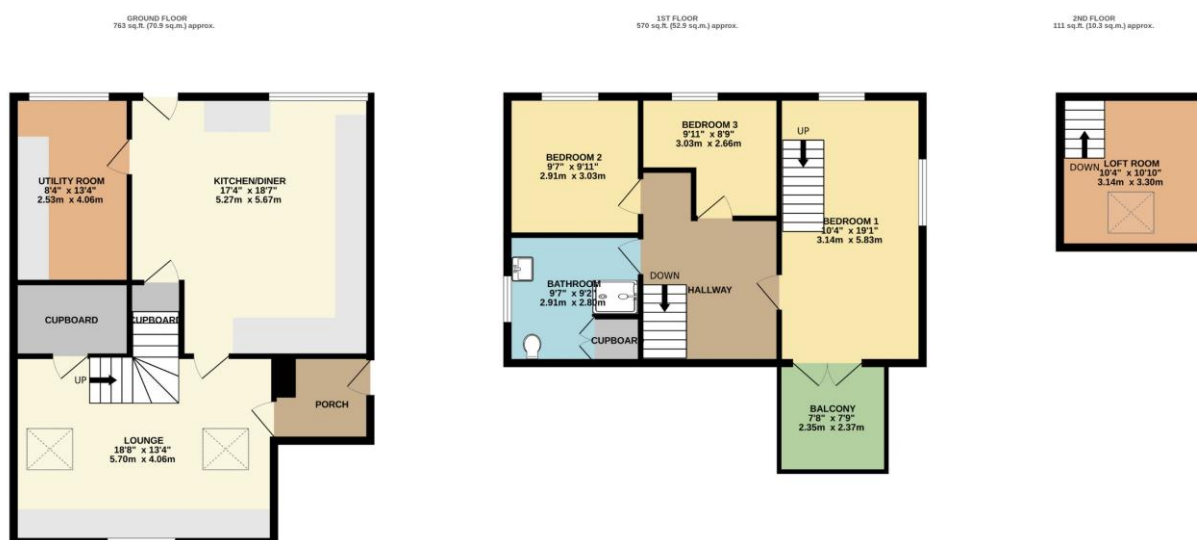 GROUND FLOOR
763 sq.ft. (70.9 sq.m.) approx.
1ST FLOOR
570 sq.ft. (52.9 sq.m.) approx.
2ND FLOOR
111 sq.ft. (10.3 sq.m.) approx.
UTILITY ROOM
8'4" x 13'4"
2.53m x 4.06m
KITCHEN/DINER
17'4" x 18'7"
5.27m x 5.67m
CUPBOARD
CUPBOARD
UP
PORCH
LOUNGE
18'8" x 13'4"
5.70m x 4.06m
BEDROOM 2
9'7" x 9'11"
2.91m x 3.03m
BEDROOM 3
9'11" x 8'9"
3.03m x 2.66m
UP
BEDROOM 1
10'4" x 19'1"
3.14m x 5.83m
BATHROOM
9'7" x 9'2"
2.91m x 2.80m
DOWN
HALLWAY
CUPBOARD
BALCONY
7'8" x 7'9"
2.35m x 2.37m
DOWN
LOFT ROOM
10'4" x 10'10"
3.14m x 3.30m